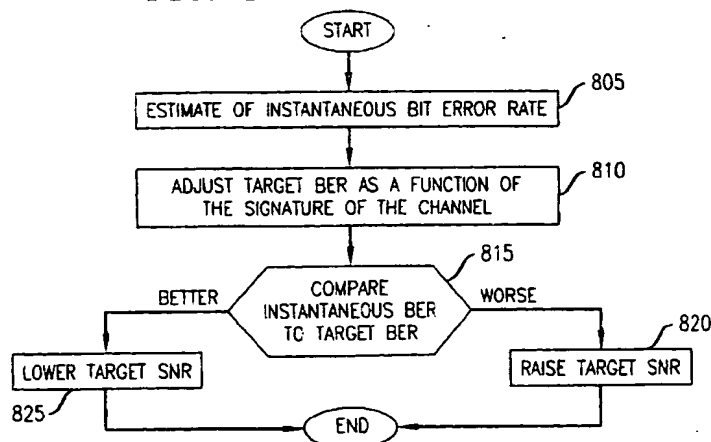 START
805
ESTIMATE OF INSTANTANEOUS BIT ERROR RATE
810
ADJUST TARGET BER AS A FUNCTION OF
THE SIGNATURE OF THE CHANNEL
815
BETTER
COMPARE
INSTANTANEOUS BER
TO TARGET BER
WORSE
820
LOWER TARGET SNR
RAISE TARGET SNR
825
END